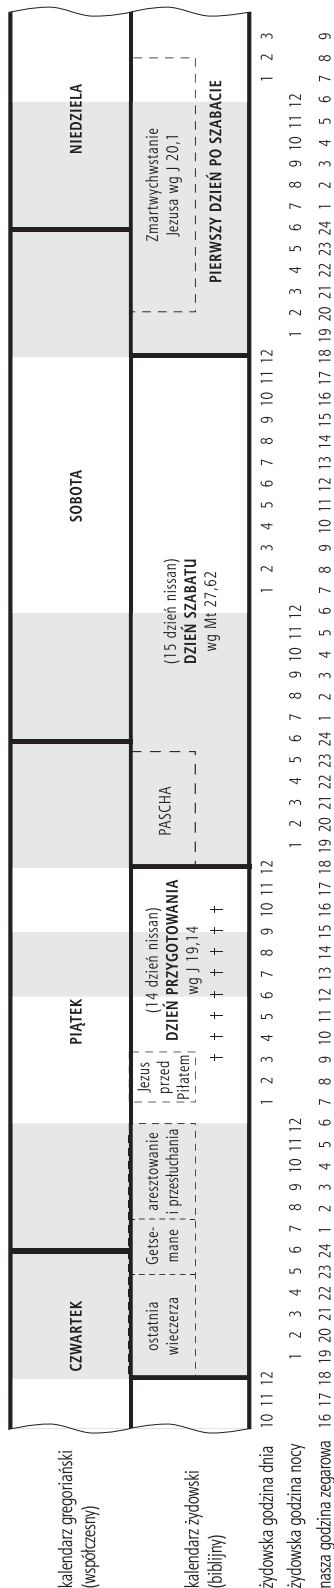 kalendarz gregoriański
(współczesny)
CZWARTEK
PIĄTEK
SOBOTA
NIEDZIELA
kalendarz żydowski
(biblijny)
ostatnia
wieczerza
Getse-
mane
aresztowanie
i przesłuchania
Jezus
przed
Piłatem
(14 dzień nissan)
DZIEŃ PRZYGOTOWANIA
wg J 19,14
† † † † † † †
PASCHA
(15 dzień nissan)
DZIEŃ SZABATU
wg Mt 27,62
Zmartwychwstanie
Jezusa wg J 20,1
PIERWSZY DZIEŃ PO SZABACIE
żydowska godzina dnia 10 11 12 1 2 3 4 5 6 7 8 9 10 11 12 1 2 3 4 5 6 7 8 9 10 11 12 1 2 3
żydowska godzina nocy 1 2 3 4 5 6 7 8 9 10 11 12 1 2 3 4 5 6 7 8 9 10 11 12 1 2 3 4 5 6 7 8 9 10 11 12
nasza godzina zegarowa 16 17 18 19 20 21 22 23 24 1 2 3 4 5 6 7 8 9 10 11 12 13 14 15 16 17 18 19 20 21 22 23 24 1 2 3 4 5 6 7 8 9 10 11 12 13 14 15 16 17 18 19 20 21 22 23 24 1 2 3 4 5 6 7 8 9